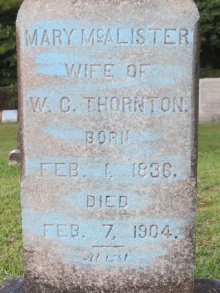 MARY McALISTER
WIFE OF
W. C. THORNTON.
BORN
FEB. 1. 1836.
DIED
FEB. 7, 1904.